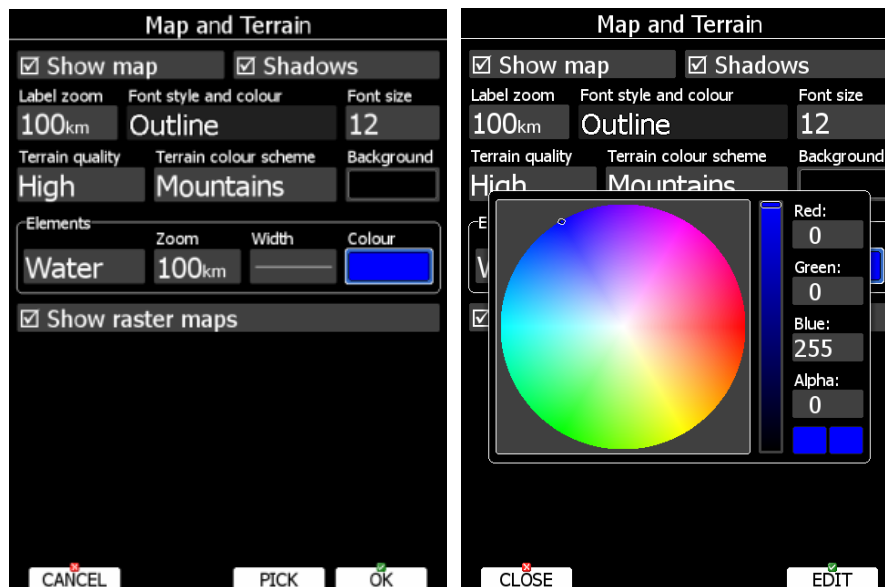 Map and Terrain
Show map Shadows
Label zoom Font style and colour Font size
100km Outline 12
Terrain quality Terrain colour scheme Background
High Mountains
Elements
Zoom Width Colour
Water 100km
Show raster maps
CANCEL PICK OK
Map and Terrain
Show map Shadows
Label zoom Font style and colour Font size
100km Outline 12
Terrain quality Terrain colour scheme Background
High Mountains
Red:
0
Green:
0
Blue:
255
Alpha:
0
CLOSE EDIT